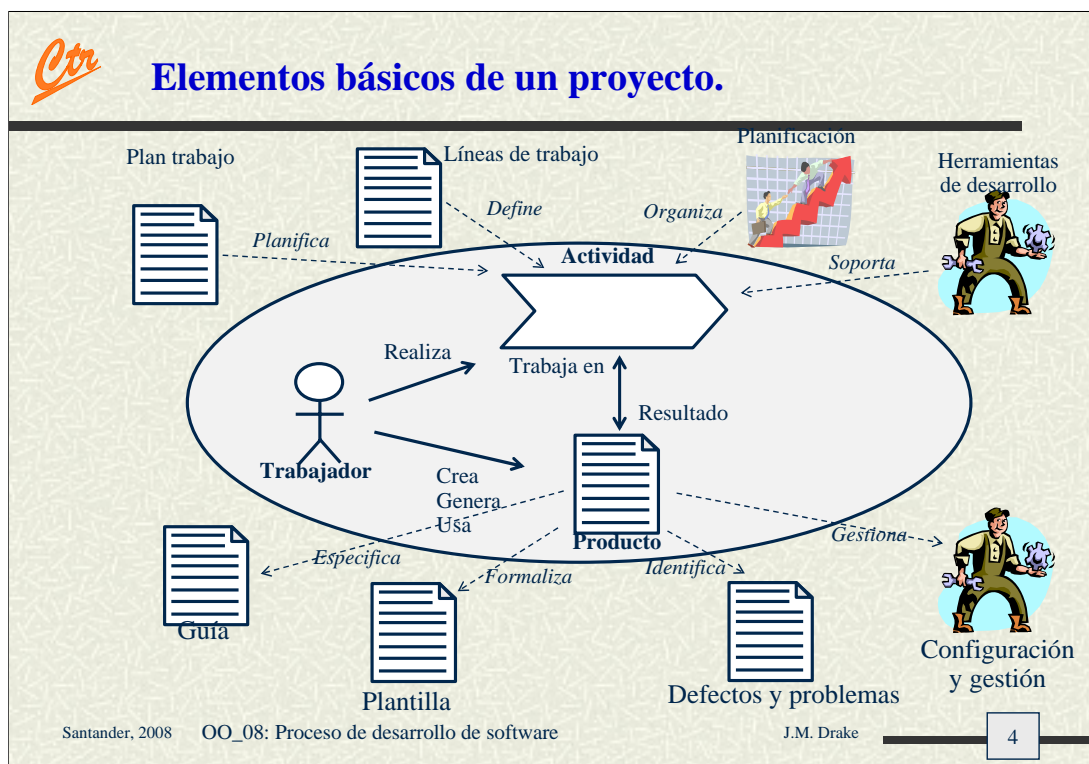 Ctr
Elementos básicos de un proyecto.
Plan trabajo
Líneas de trabajo
Planificación
Herramientas
de desarrollo
Define
Organiza
Planifica
Soporta
Actividad
Realiza
Trabaja en
Resultado
Trabajador
Crea
Genera
Usa
Producto
Especifica
Formaliza
Identifica
Gestiona
Guía
Plantilla
Defectos y problemas
Configuración
y gestión
Santander, 2008
OO_08: Proceso de desarrollo de software
J.M. Drake
4